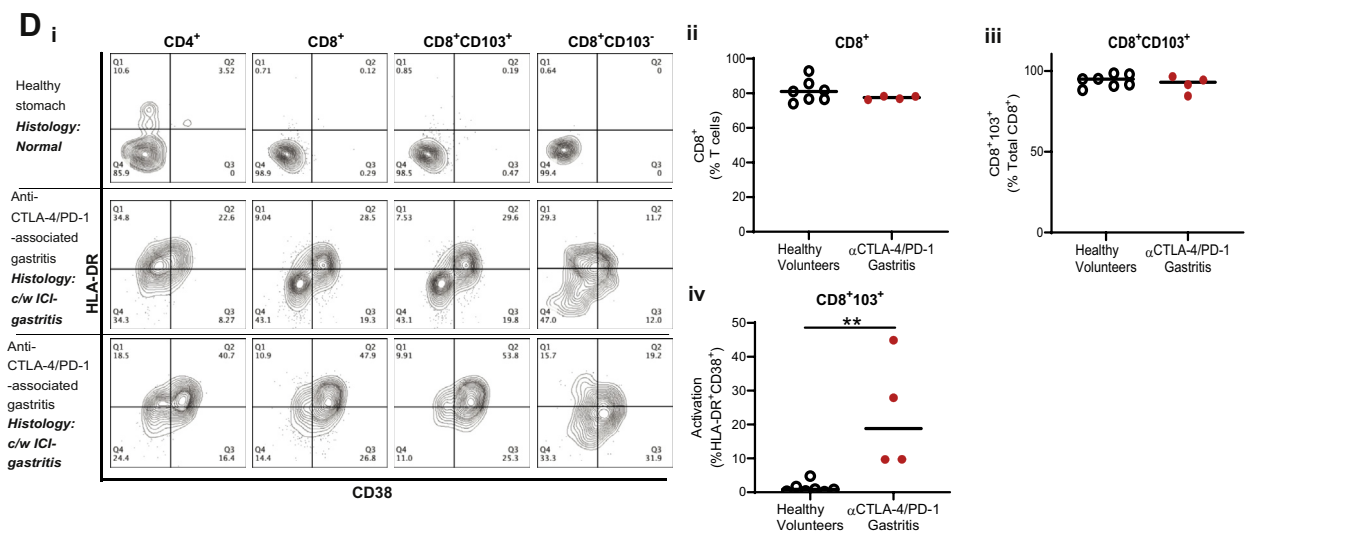 D i
CD4+ CD8+ CD8+CD103+ CD8+CD103-
Healthy
stomach
Histology:
Normal
Q1 10.6 Q2 3.52 Q4 85.9 Q3 0
Q1 0.71 Q2 0.12 Q4 98.9 Q3 0.29
Q1 0.85 Q2 0.19 Q4 98.5 Q3 0.47
Q1 0.64 Q2 0 Q4 99.4 Q3 0
Anti-
CTLA-4/PD-1
-associated
gastritis
Histology:
c/w ICI-
gastritis
Q1 34.8 Q2 22.6 Q4 34.3 Q3 8.27
Q1 9.04 Q2 28.5 Q4 43.1 Q3 19.3
Q1 7.53 Q2 29.6 Q4 43.1 Q3 19.8
Q1 29.3 Q2 11.7 Q4 47.0 Q3 12.0
Anti-
CTLA-4/PD-1
-associated
gastritis
Histology:
c/w ICI-
gastritis
Q1 18.5 Q2 40.7 Q4 24.4 Q3 16.4
Q1 10.9 Q2 47.9 Q4 14.4 Q3 26.8
Q1 9.91 Q2 53.8 Q4 11.0 Q3 25.3
Q1 15.7 Q2 19.2 Q4 33.3 Q3 31.9
HLA-DR
CD38
ii
CD8+
CD8+
(% T cells)
100
80
60
40
20
0
Healthy αCTLA-4/PD-1
Volunteers Gastritis
iii
CD8+CD103+
CD8+103+
(% Total CD8+)
100
50
0
Healthy αCTLA-4/PD-1
Volunteers Gastritis
iv
CD8+103+
**
Activation
(%HLA-DR+CD38+)
50
40
30
20
10
0
Healthy αCTLA-4/PD-1
Volunteers Gastritis